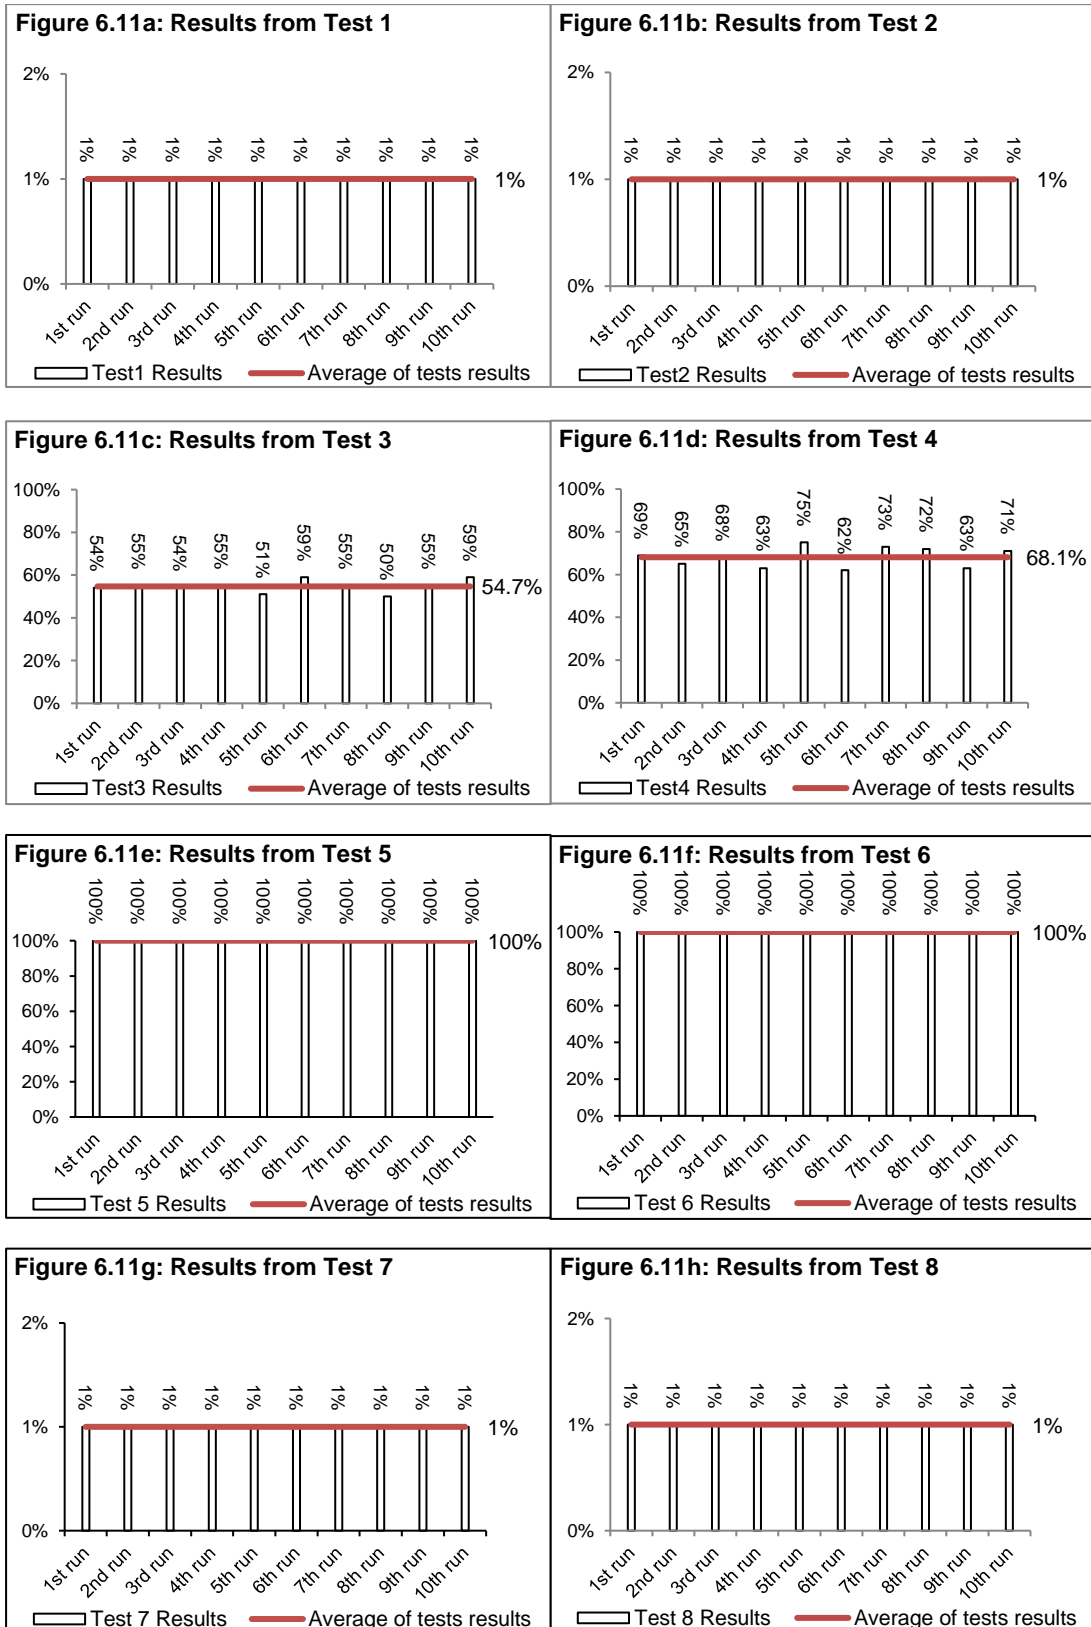 Figure 6.11a: Results from Test 1
2%
1%
0%
1% 1% 1% 1% 1% 1% 1% 1% 1% 1%
1%
1st run 2nd run 3rd run 4th run 5th run 6th run 7th run 8th run 9th run 10th run
Test1 Results Average of tests results
Figure 6.11b: Results from Test 2
2%
1%
0%
1% 1% 1% 1% 1% 1% 1% 1% 1% 1%
1%
1st run 2nd run 3rd run 4th run 5th run 6th run 7th run 8th run 9th run 10th run
Test2 Results Average of tests results
Figure 6.11c: Results from Test 3
100%
80%
60%
40%
20%
0%
54% 55% 54% 55% 51% 59% 55% 50% 55% 59%
54.7%
1st run 2nd run 3rd run 4th run 5th run 6th run 7th run 8th run 9th run 10th run
Test3 Results Average of tests results
Figure 6.11d: Results from Test 4
100%
80%
60%
40%
20%
0%
69% 65% 68% 63% 75% 62% 73% 72% 63% 71%
68.1%
1st run 2nd run 3rd run 4th run 5th run 6th run 7th run 8th run 9th run 10th run
Test4 Results Average of tests results
Figure 6.11e: Results from Test 5
100% 100% 100% 100% 100% 100% 100% 100% 100% 100%
100%
80%
60%
40%
20%
0%
100%
1st run 2nd run 3rd run 4th run 5th run 6th run 7th run 8th run 9th run 10th run
Test 5 Results Average of tests results
Figure 6.11f: Results from Test 6
100% 100% 100% 100% 100% 100% 100% 100% 100% 100%
100%
80%
60%
40%
20%
0%
100%
1st run 2nd run 3rd run 4th run 5th run 6th run 7th run 8th run 9th run 10th run
Test 6 Results Average of tests results
Figure 6.11g: Results from Test 7
2%
1%
0%
1% 1% 1% 1% 1% 1% 1% 1% 1% 1%
1%
1st run 2nd run 3rd run 4th run 5th run 6th run 7th run 8th run 9th run 10th run
Test 7 Results Average of tests results
Figure 6.11h: Results from Test 8
2%
1%
0%
1% 1% 1% 1% 1% 1% 1% 1% 1% 1%
1%
1st run 2nd run 3rd run 4th run 5th run 6th run 7th run 8th run 9th run 10th run
Test 8 Results Average of tests results